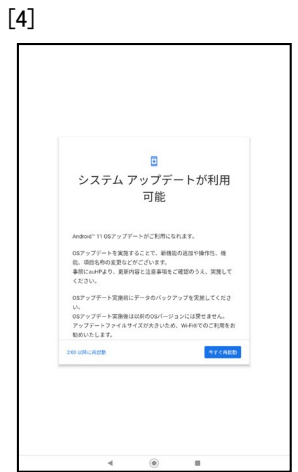 [4]
システム アップデートが利用
可能
Android™ 11 OSアップデートがご利用になれます。
OSアップデートを実施することで、新機能の追加や操作性、機
能、項目名称の変更などがございます。
事前にauHPより、更新内容と注意事項をご確認のうえ、実施して
ください。
OSアップデート実施前にデータのバックアップを実施してくださ
い。
OSアップデート実施後は以前のOSバージョンには戻せません。
アップデートファイルサイズが大きいため、Wi-Fi®でのご利用をお
勧めいたします。
2:00 以降に再起動
今すぐ再起動